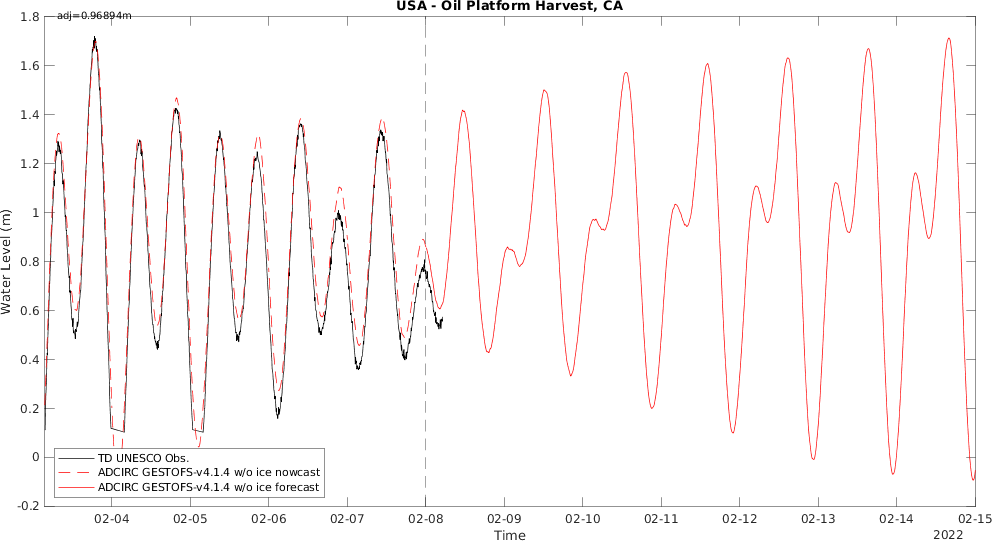 USA - Oil Platform Harvest, CA
adj=0.96894m
1.8
1.6
1.4
1.2
1
0.8
0.6
0.4
0.2
0
-0.2
Water Level (m)
TD UNESCO Obs.
ADCIRC GESTOFS-v4.1.4 w/o ice nowcast
ADCIRC GESTOFS-v4.1.4 w/o ice forecast
02-04 02-05 02-06 02-07 02-08 02-09 02-10 02-11 02-12 02-13 02-14 02-15
Time
2022